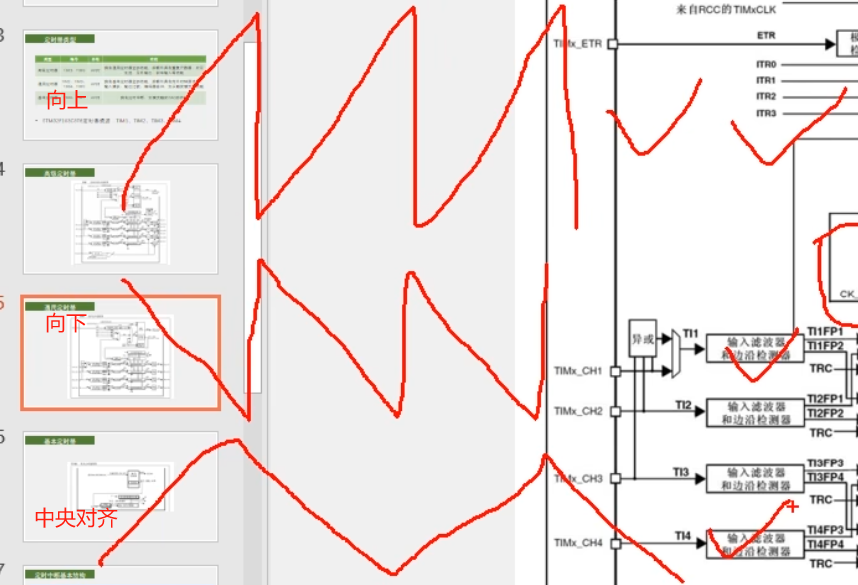 来自RCC的TIMx_CLK
3
定时器类型
向上
TIMx_ETR
ETR
ITR0
ITR1
ITR2
ITR3
4
高级定时器
5
通用定时器
向下
CK_
异或
TI1
输入滤波器
和边沿检测器
TI1FP1
TI1FP2
TRC
TIMx_CH1
TIMx_CH2
TI2
输入滤波器
和边沿检测器
TI2FP1
TI2FP2
TRC
6
基本定时器
中央对齐
TIMx_CH3
TI3
输入滤波器
和边沿检测器
TI3FP3
TI3FP4
TRC
TIMx_CH4
TI4
输入滤波器
和边沿检测器
TI4FP3
TI4FP4
TRC
7
定时中断基本结构